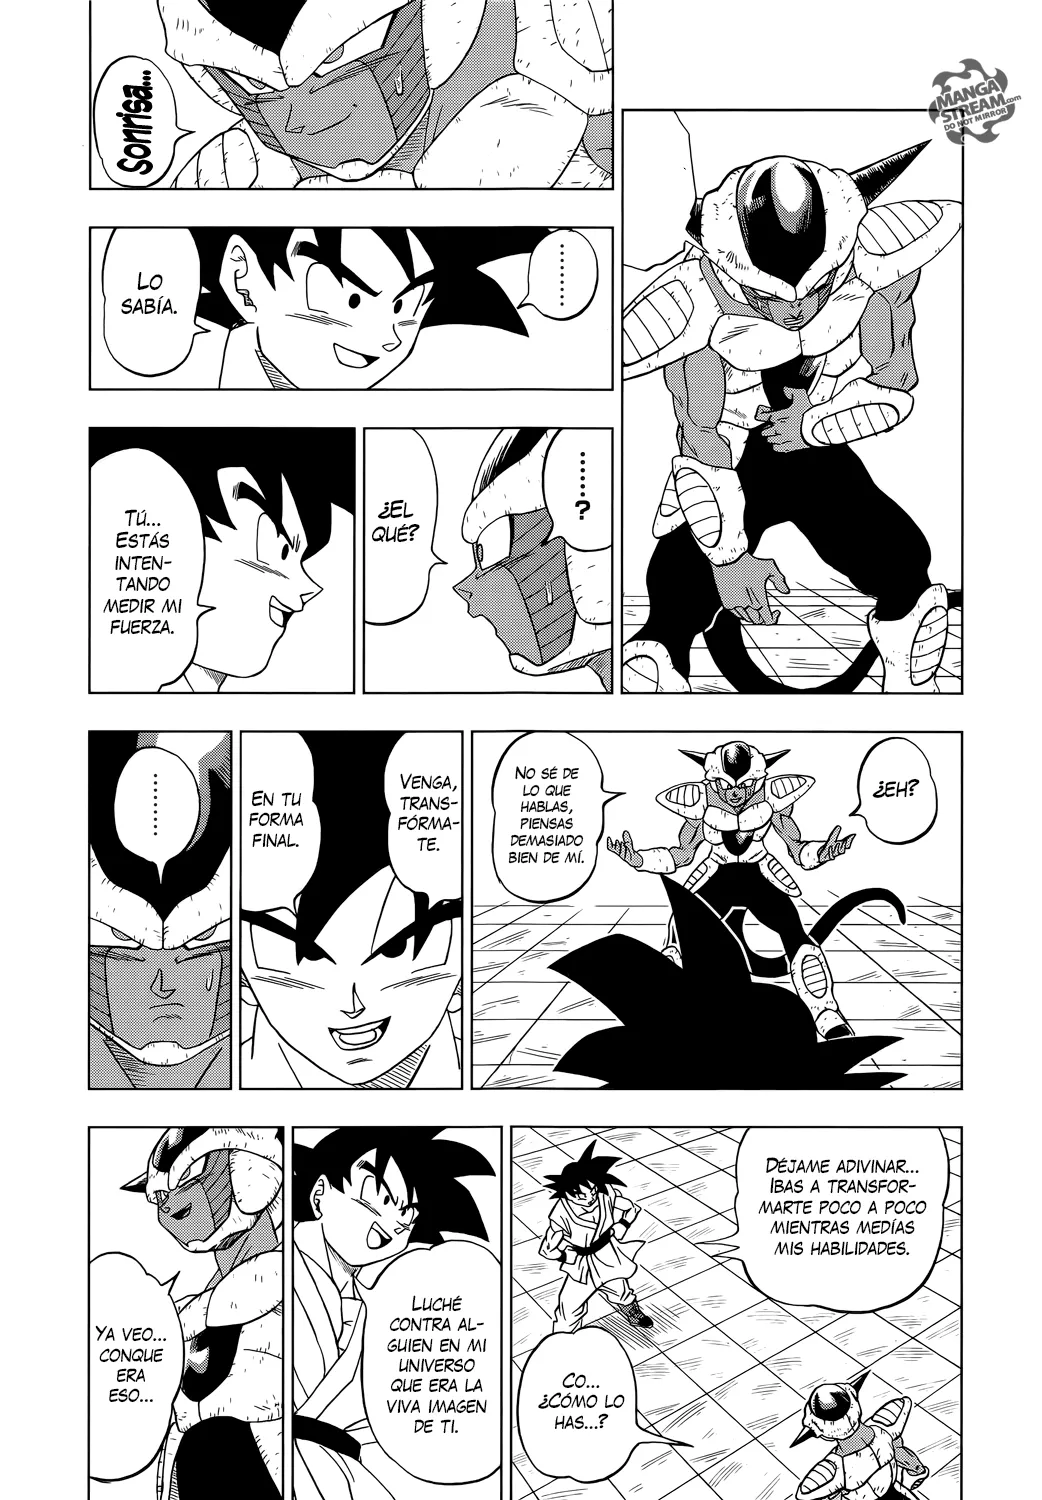 MANGA
STREAM.com
DO NOT MIRROR
Sonrisa...
........
LO
SABÍA.
......?
¿EL
QUÉ?
TÚ...
ESTÁS
INTEN-
TANDO
MEDIR MI
FUERZA.
¿EH?
NO SÉ DE
LO QUE
HABLAS,
PIENSAS
DEMASIADO
BIEN DE MÍ.
VENGA,
TRANS-
FÓRMA-
TE.
EN TU
FORMA
FINAL.
........
DÉJAME ADIVINAR...
IBAS A TRANSFOR-
MARTE POCO A POCO
MIENTRAS MEDÍAS
MIS HABILIDADES.
CO...
¿CÓMO LO
HAS...?
LUCHÉ
CONTRA AL-
GUIEN EN MI
UNIVERSO
QUE ERA LA
VIVA IMAGEN
DE TI.
YA VEO...
CONQUE
ERA
ESO...